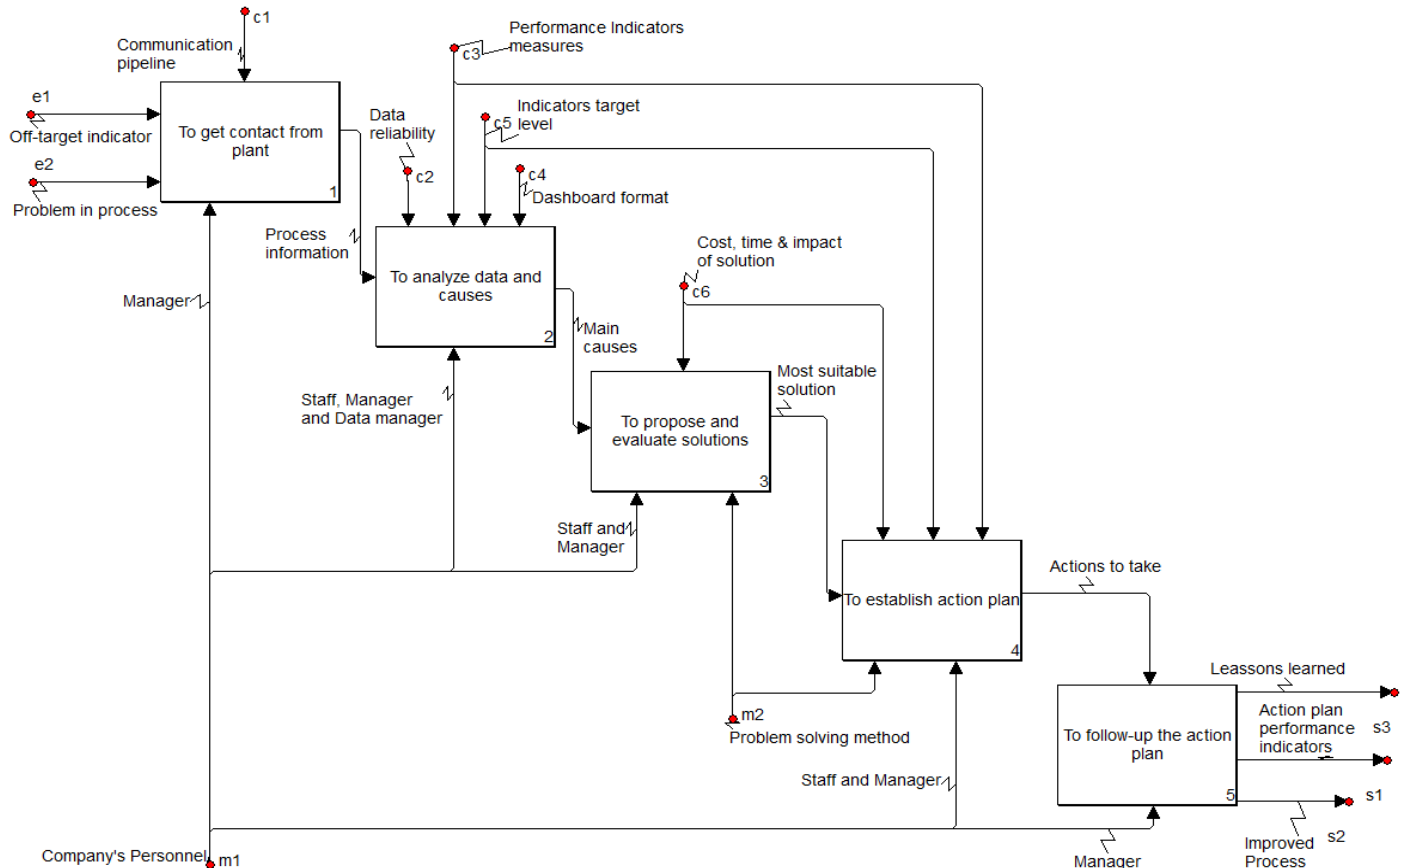 c1
Communication
pipeline
Performance Indicators
measures
c3
e1
Off-target indicator
To get contact from
plant
1
e2
Problem in process
Data
reliability
c2
Indicators target
level
c5
c4
Dashboard format
Process
information
To analyze data and
causes
2
Manager
Cost, time & impact
of solution
c6
Main
causes
Staff, Manager
and Data manager
Most suitable
solution
To propose and
evaluate solutions
3
Staff and
Manager
To establish action plan
4
Actions to take
m2
Problem solving method
Staff and Manager
To follow-up the action
plan
5
Leassons learned
s3
Action plan
performance
indicators
s1
s2
Improved
Process
Company's Personnel
m1
Manager